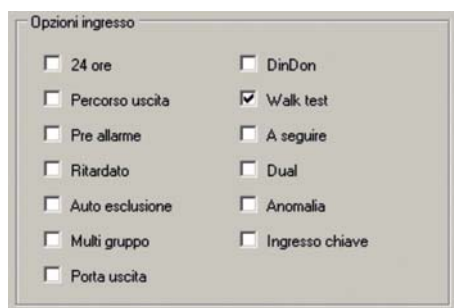 Opzioni ingresso
24 ore
DinDon
Percorso uscita
Walk test
Pre allarme
A seguire
Ritardato
Dual
Auto esclusione
Anomalia
Multi gruppo
Ingresso chiave
Porta uscita